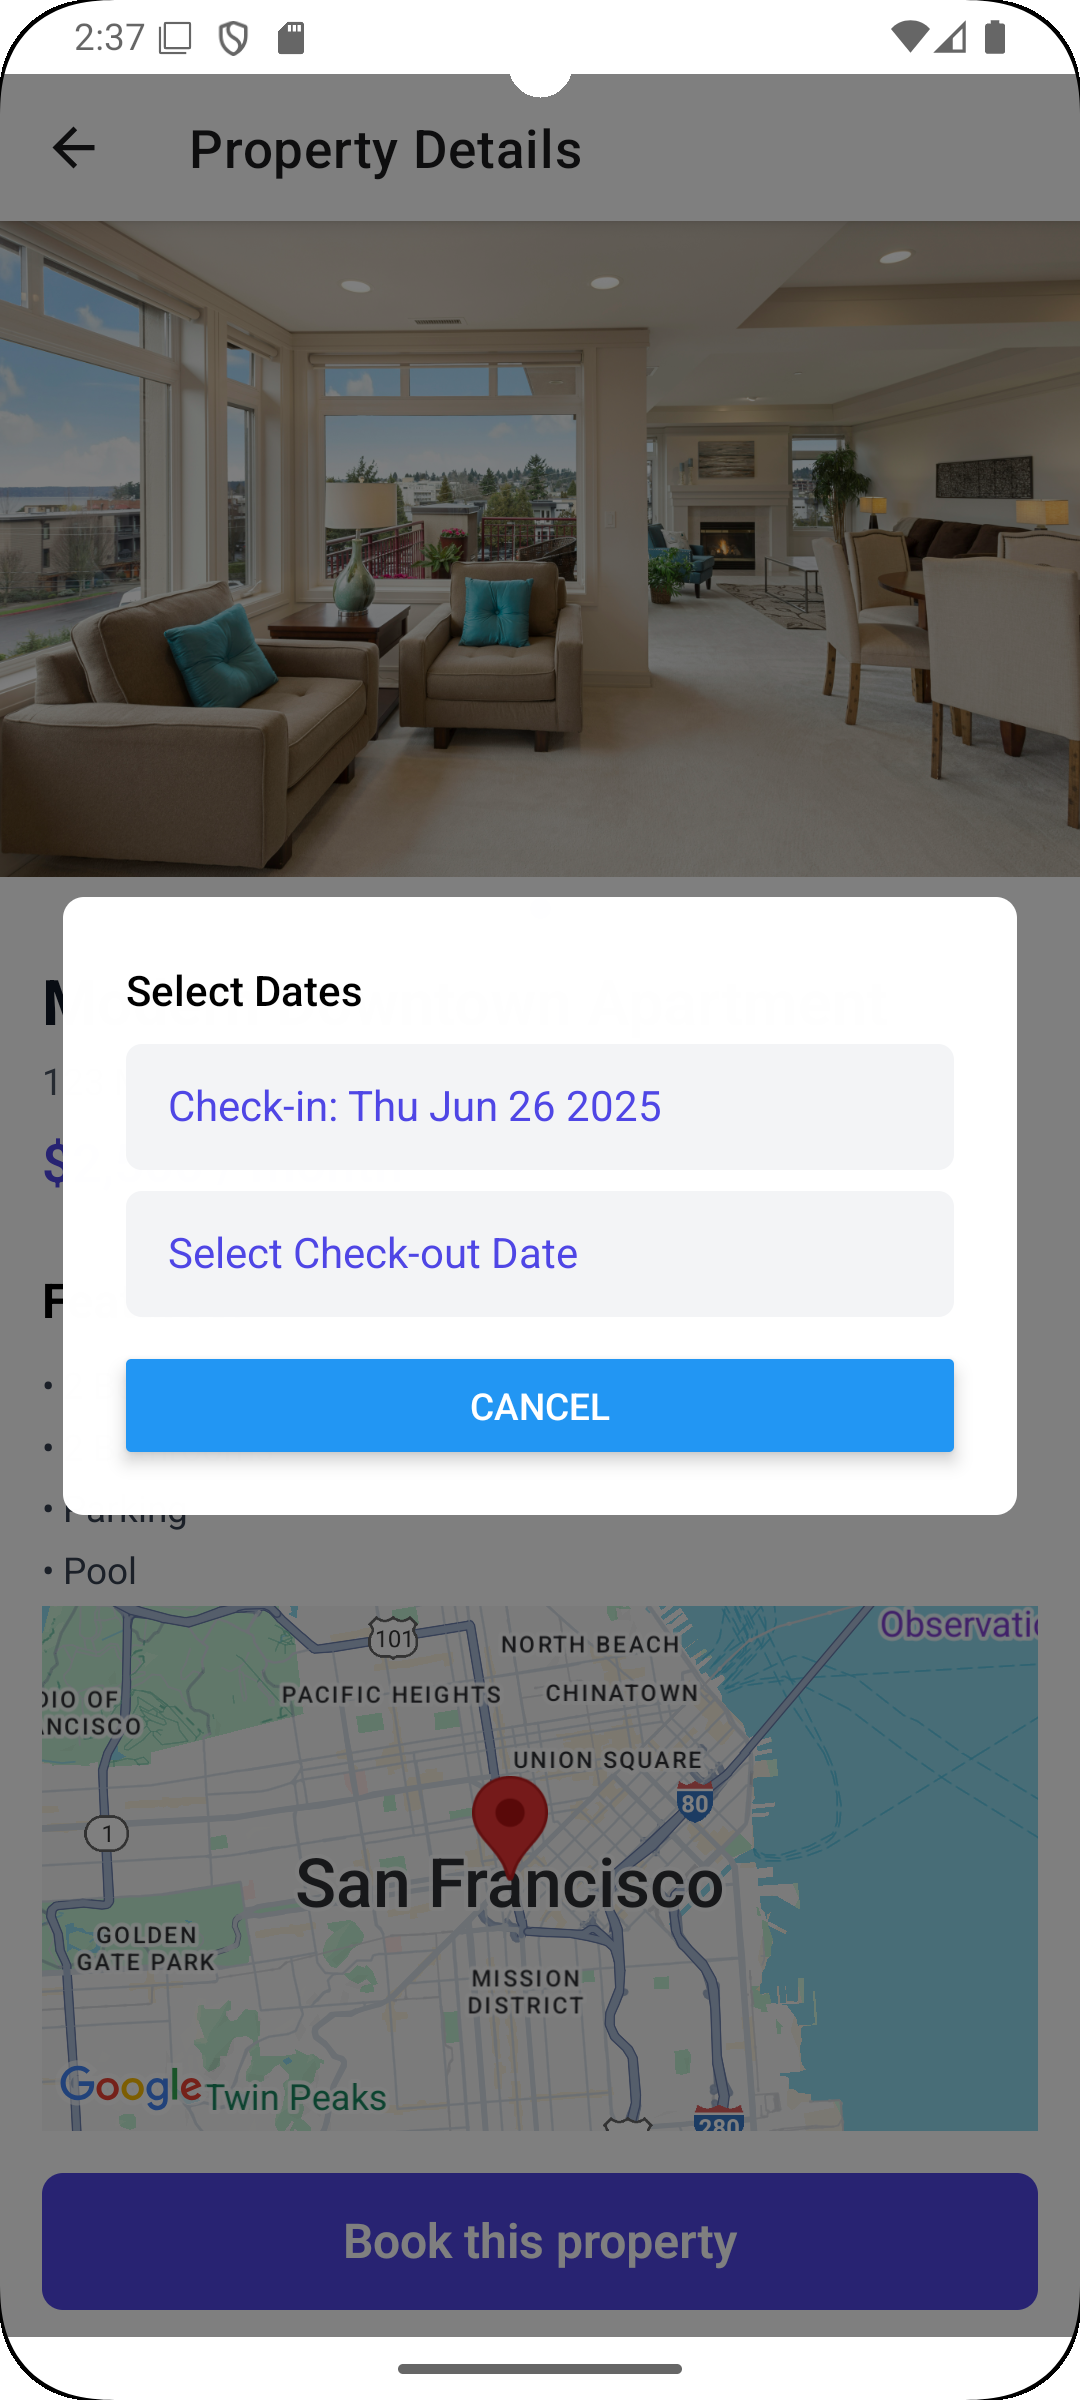 2:37
Property Details
Select Dates
Check-in: Thu Jun 26 2025
Select Check-out Date
CANCEL
• Parking
• Pool
101
NORTH BEACH
Observatio
DIO OF
NCISCO
PACIFIC HEIGHTS
CHINATOWN
UNION SQUARE
80
1
San Francisco
GOLDEN
GATE PARK
MISSION
DISTRICT
Google
Twin Peaks
280
Book this property